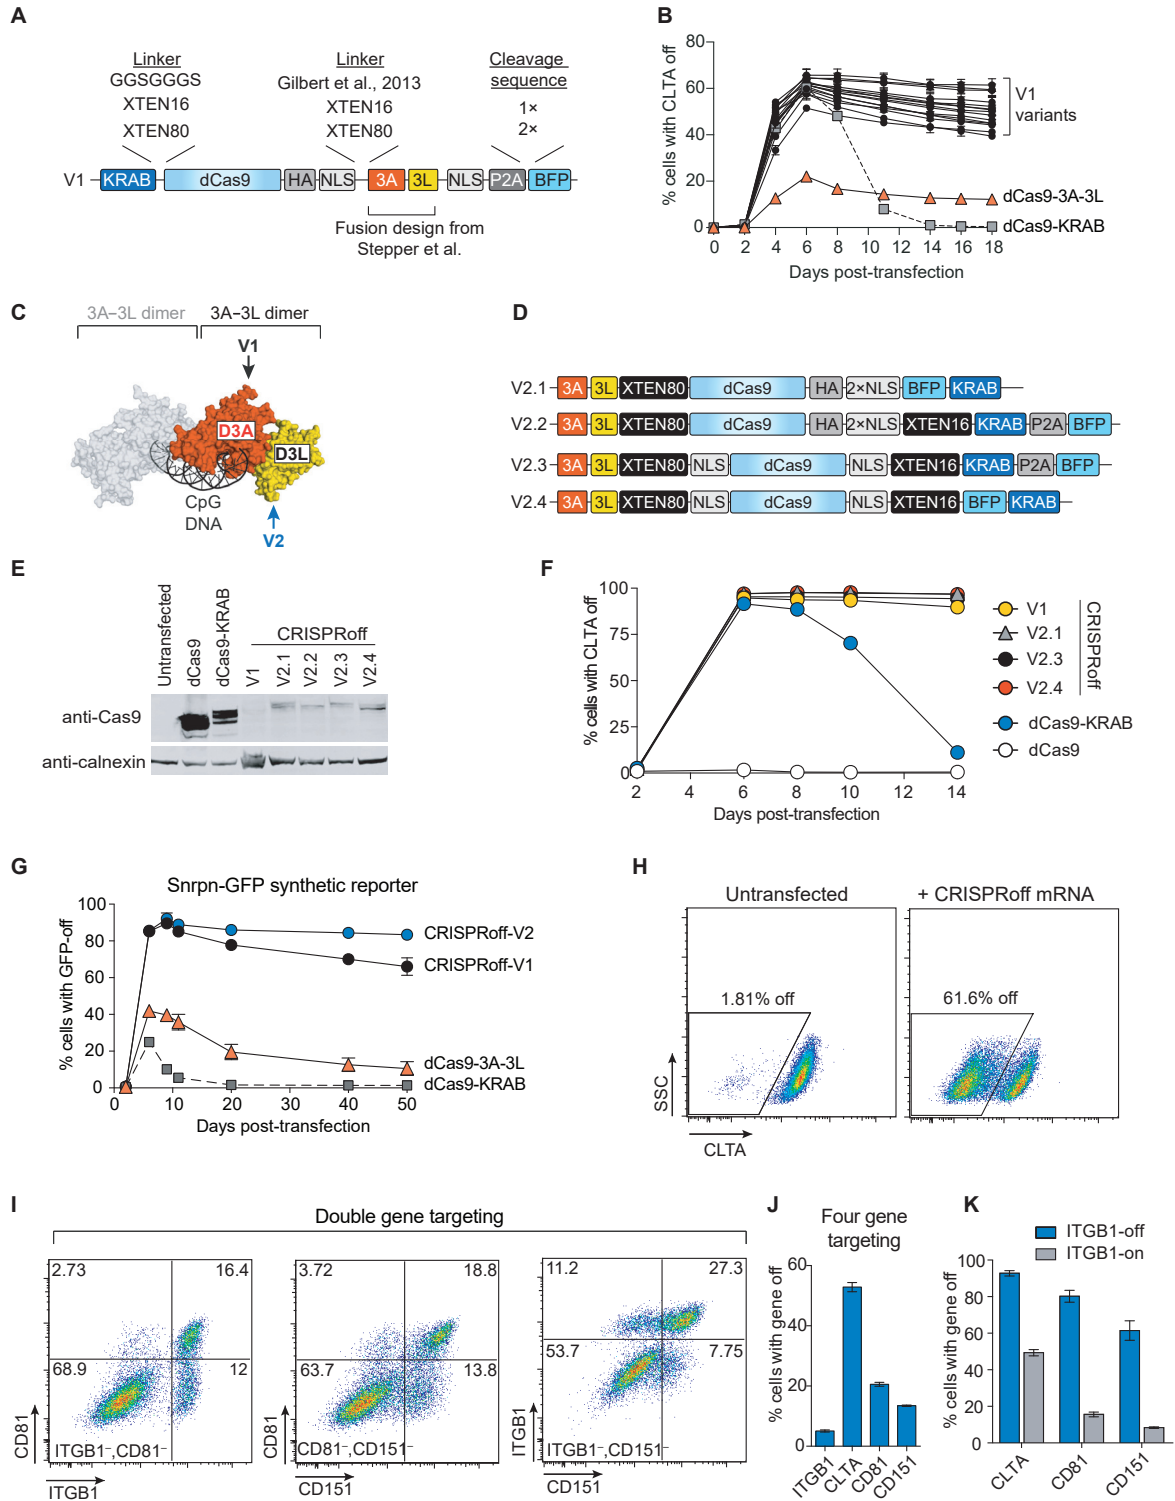 A
Linker
GGSGGGS
XTEN16
XTEN80
Linker
Gilbert et al., 2013
XTEN16
XTEN80
Cleavage
sequence
1×
2×
V1
KRAB
dCas9
HA
NLS
3A
3L
NLS
P2A
BFP
Fusion design from
Stepper et al.
B
% cells with CLTA off
80
60
40
20
0
0 2 4 6 8 10 12 14 16 18
Days post-transfection
V1
variants
dCas9-3A-3L
dCas9-KRAB
C
3A–3L dimer
3A–3L dimer
V1
D3A
D3L
CpG
DNA
V2
D
V2.1 3A 3L XTEN80 dCas9 HA 2×NLS BFP KRAB
V2.2 3A 3L XTEN80 dCas9 HA 2×NLS XTEN16 KRAB P2A BFP
V2.3 3A 3L XTEN80 NLS dCas9 NLS XTEN16 KRAB P2A BFP
V2.4 3A 3L XTEN80 NLS dCas9 NLS XTEN16 BFP KRAB
E
Untransfected
dCas9
dCas9-KRAB
CRISPRoff
V1
V2.1
V2.2
V2.3
V2.4
anti-Cas9
anti-calnexin
F
% cells with CLTA off
100
75
50
25
0
2 4 6 8 10 12 14
Days post-transfection
V1
V2.1
V2.3
V2.4
CRISPRoff
dCas9-KRAB
dCas9
G
Snrpn-GFP synthetic reporter
% cells with GFP-off
100
80
60
40
20
0
0 10 20 30 40 50
Days post-transfection
CRISPRoff-V2
CRISPRoff-V1
dCas9-3A-3L
dCas9-KRAB
H
Untransfected
+ CRISPRoff mRNA
1.81% off
61.6% off
SSC
CLTA
I
Double gene targeting
2.73 16.4
68.9 12
ITGB1⁻,CD81⁻
CD81
ITGB1
3.72 18.8
63.7 13.8
CD81⁻,CD151⁻
CD81
CD151
11.2 27.3
53.7 7.75
ITGB1⁻,CD151⁻
ITGB1
CD151
J
Four gene
targeting
% cells with gene off
60
40
20
0
ITGB1
CLTA
CD81
CD151
K
ITGB1-off
ITGB1-on
% cells with gene off
100
80
60
40
20
0
CLTA
CD81
CD151